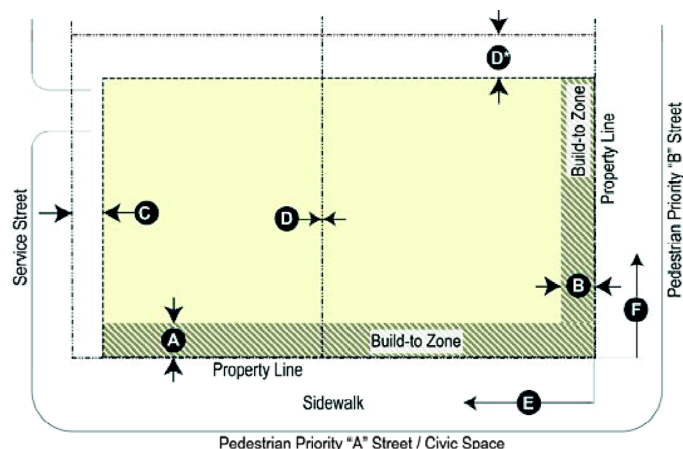 D*
Build-to Zone
Property Line
Pedestrian Priority "B" Street
Service Street
C
D
B
F
A
Build-to Zone
Property Line
Sidewalk
E
Pedestrian Priority "A" Street / Civic Space